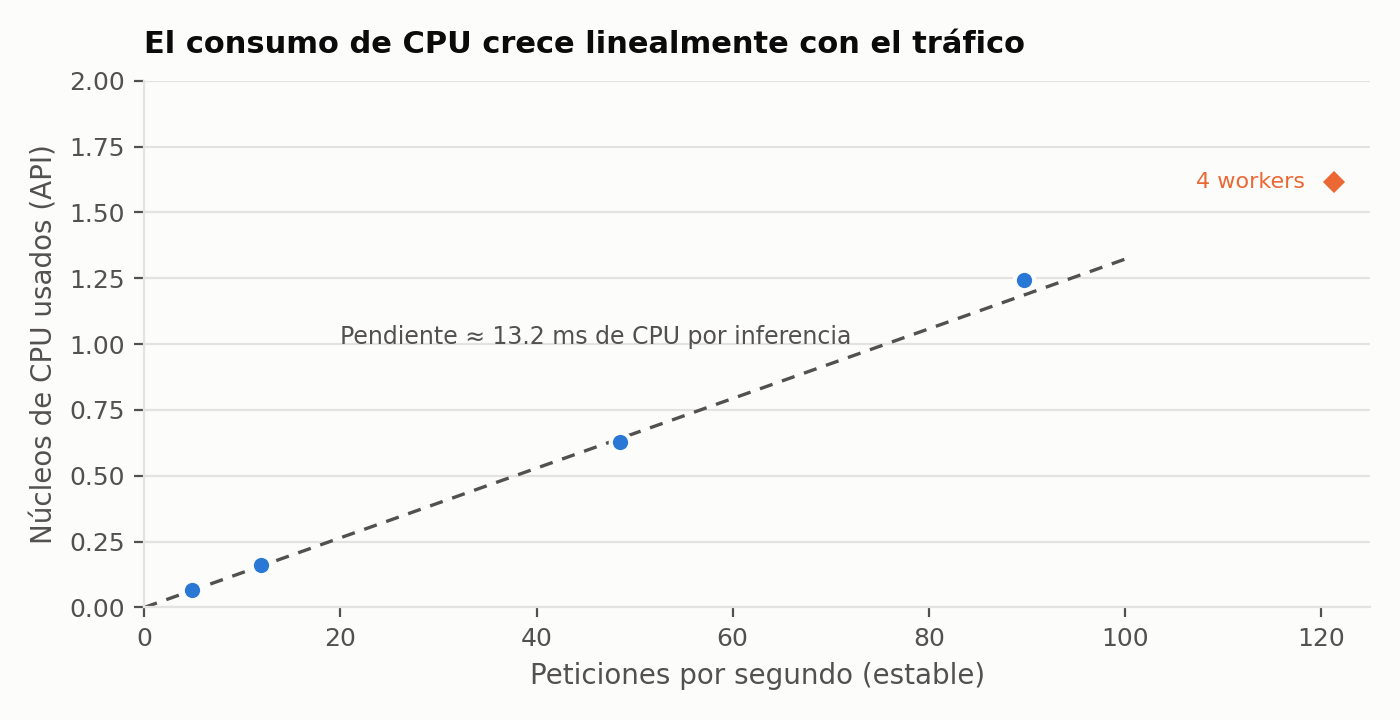 El consumo de CPU crece linealmente con el tráfico
2.00
1.75
1.50
1.25
1.00
0.75
0.50
0.25
0.00
Núcleos de CPU usados (API)
4 workers
Pendiente ≈ 13.2 ms de CPU por inferencia
0 20 40 60 80 100 120
Peticiones por segundo (estable)